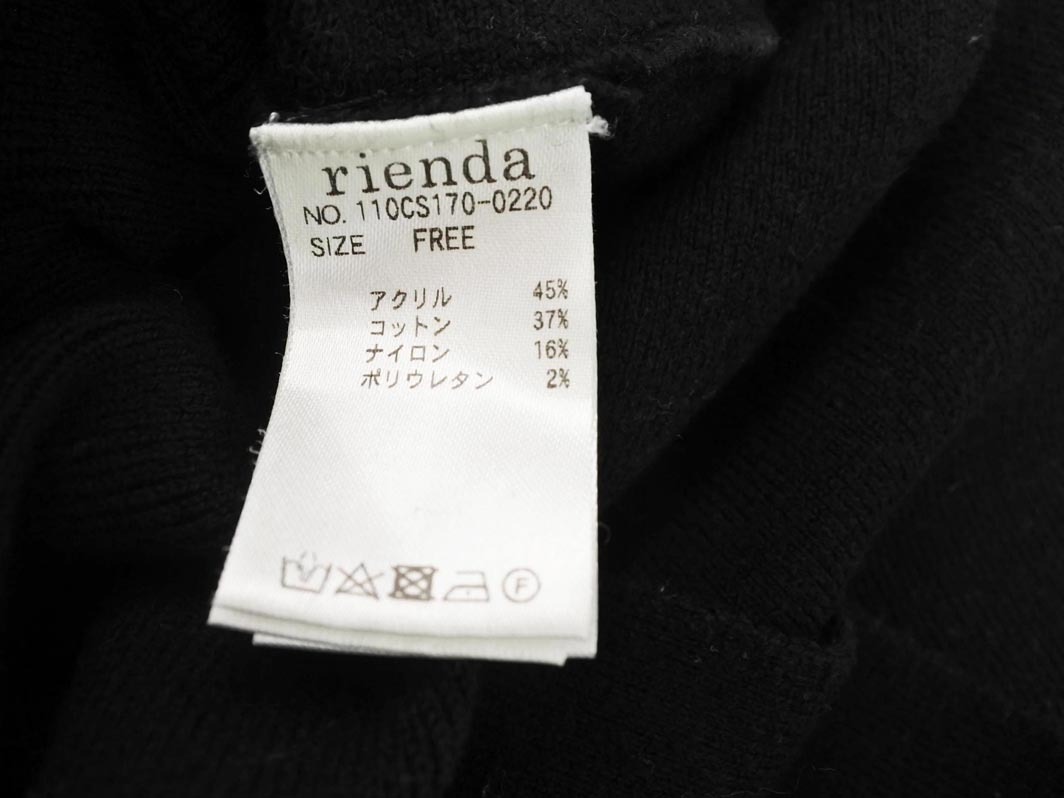 rienda
NO. 110CS170-0220
SIZE FREE
アクリル 45%
コットン 37%
ナイロン 16%
ポリウレタン 2%
F